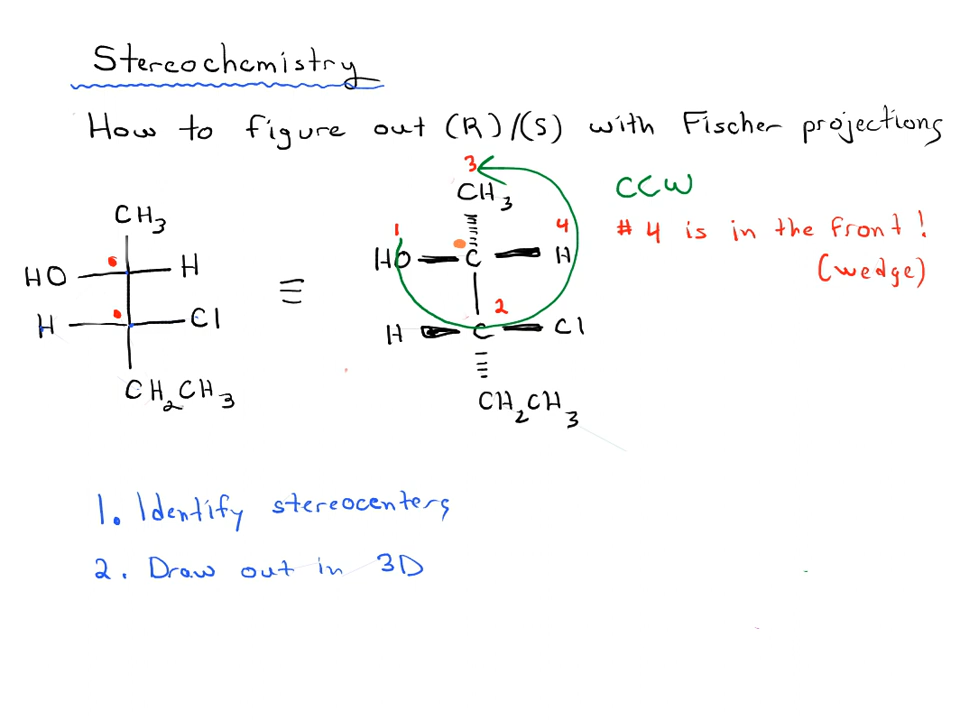 Stereochemistry
How to figure out (R)/(S) with Fischer projections
3
CH3
CCW
CH3
1
4
# 4 is in the front!
HO
H
HO
C
H
(wedge)
≡
2
H
Cl
H
C
Cl
CH2CH3
CH2CH3
1. Identify stereocenters
2. Draw out in 3D